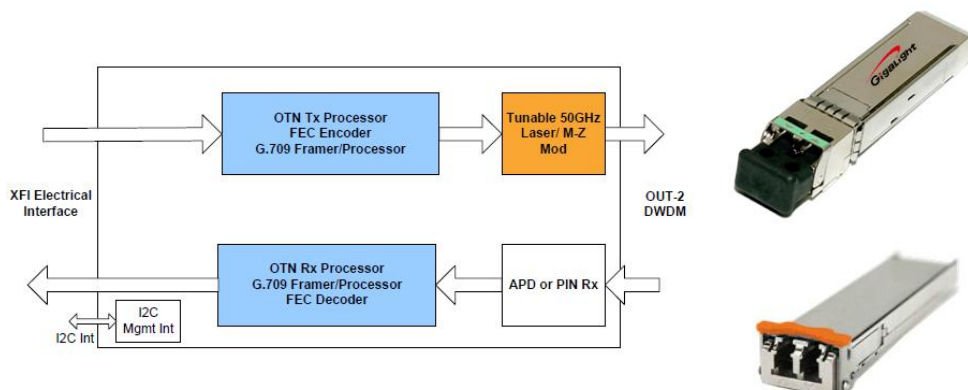 OTN Tx Processor
FEC Encoder
G.709 Framer/Processor
Tunable 50GHz
Laser/ M-Z
Mod
XFI Electrical
Interface
OUT-2
DWDM
OTN Rx Processor
G.709 Framer/Processor
FEC Decoder
APD or PIN Rx
I2C
Mgmt Int
I2C Int
GigaLight